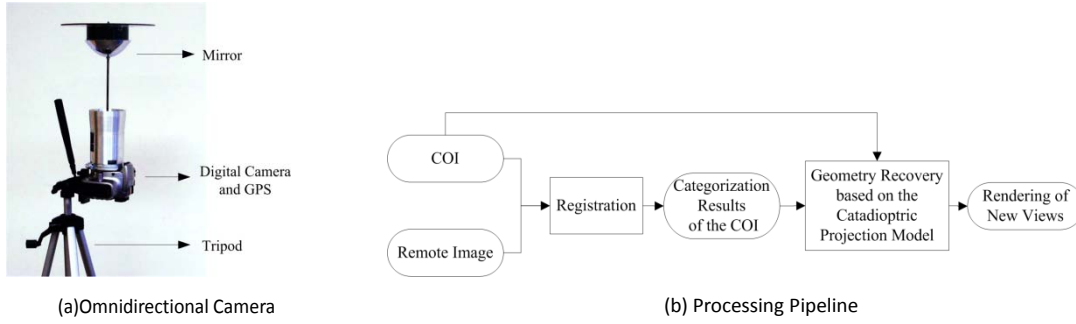 Mirror
Digital Camera
and GPS
Tripod
(a)Omnidirectional Camera
COI
Remote Image
Registration
Categorization
Results
of the COI
Geometry Recovery
based on the
Catadioptric
Projection Model
Rendering of
New Views
(b) Processing Pipeline